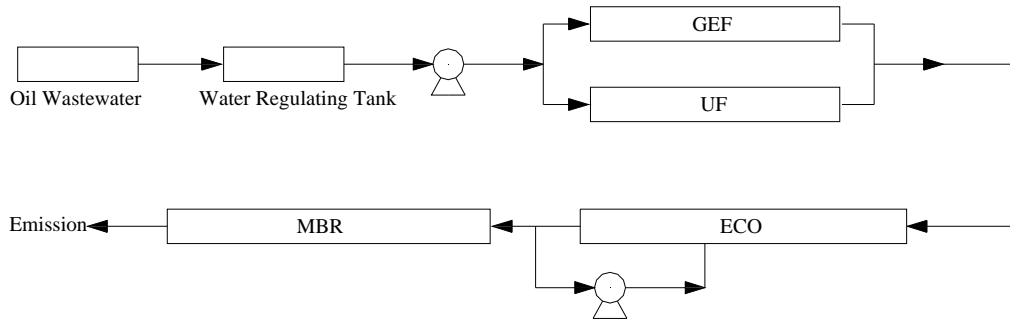 GEF
Oil Wastewater
Water Regulating Tank
UF
Emission
MBR
ECO